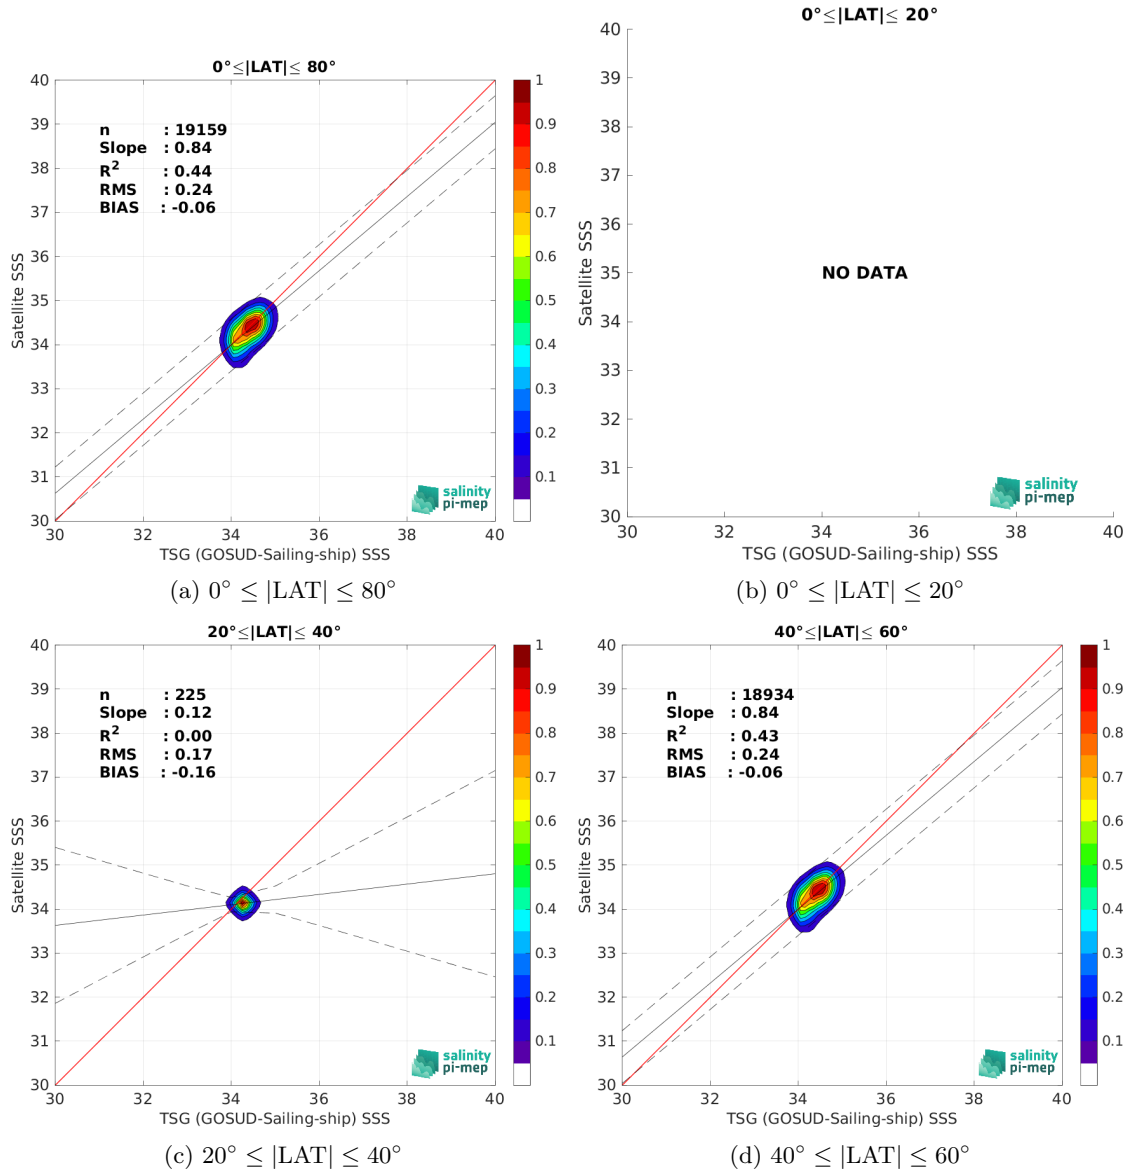 0°≤|LAT|≤ 80°
n : 19159
Slope : 0.84
R² : 0.44
RMS : 0.24
BIAS : -0.06
40
39
38
37
36
35
34
33
32
31
30
Satellite SSS
30 32 34 36 38 40
TSG (GOSUD-Sailing-ship) SSS
1
0.9
0.8
0.7
0.6
0.5
0.4
0.3
0.2
0.1
salinity
pi-mep
(a) 0° ≤ |LAT| ≤ 80°
0°≤|LAT|≤ 20°
40
39
38
37
36
35
34
33
32
31
30
Satellite SSS
NO DATA
salinity
pi-mep
30 32 34 36 38 40
TSG (GOSUD-Sailing-ship) SSS
(b) 0° ≤ |LAT| ≤ 20°
20°≤|LAT|≤ 40°
n : 225
Slope : 0.12
R² : 0.00
RMS : 0.17
BIAS : -0.16
40
39
38
37
36
35
34
33
32
31
30
Satellite SSS
30 32 34 36 38 40
TSG (GOSUD-Sailing-ship) SSS
1
0.9
0.8
0.7
0.6
0.5
0.4
0.3
0.2
0.1
salinity
pi-mep
(c) 20° ≤ |LAT| ≤ 40°
40°≤|LAT|≤ 60°
n : 18934
Slope : 0.84
R² : 0.43
RMS : 0.24
BIAS : -0.06
40
39
38
37
36
35
34
33
32
31
30
Satellite SSS
30 32 34 36 38 40
TSG (GOSUD-Sailing-ship) SSS
1
0.9
0.8
0.7
0.6
0.5
0.4
0.3
0.2
0.1
salinity
pi-mep
(d) 40° ≤ |LAT| ≤ 60°